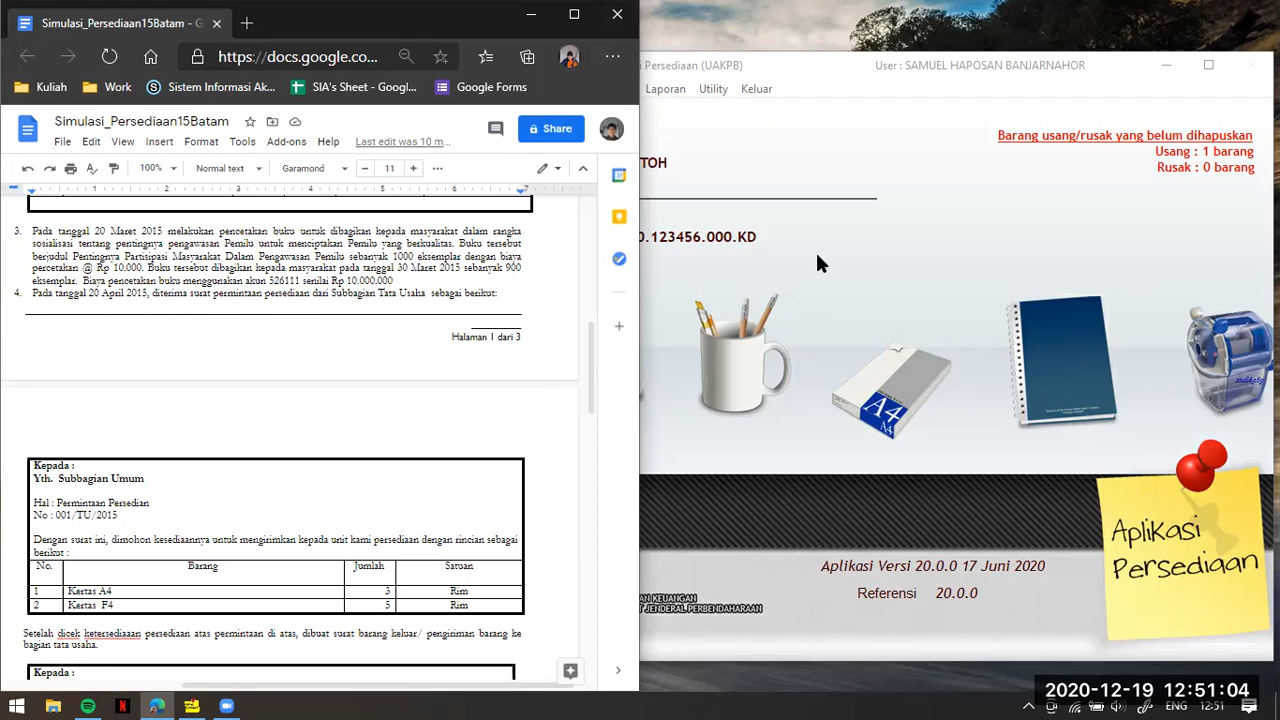 Simulasi_Persediaan15Batam - G
https://docs.google.co...
Kuliah
Work
Sistem Informasi Ak...
SIA's Sheet - Googl...
Google Forms
Simulasi_Persediaan15Batam
File Edit View Insert Format Tools Add-ons Help Last edit was 10 m...
Share
100% Normal text Garamond 11
1 2 3 4 5 6 7
3. Pada tanggal 20 Maret 2015 melakukan pencetakan buku untuk dibagikan kepada masyarakat dalam rangka
sosialisasi tentang pentingnya pengawasan Pemilu untuk menciptakan Pemilu yang berkualitas. Buku tersebut
berjudul Pentingnya Partisipasi Masyarakat Dalam Pengawasan Pemilu sebanyak 1000 eksemplar dengan biaya
percetakan @ Rp 10.000. Buku tersebut dibagikan kepada masyarakat pada tanggal 30 Maret 2015 sebanyak 900
eksemplar. Biaya pencetakan buku menggunakan akun 526111 senilai Rp 10.000.000
4. Pada tanggal 20 April 2015, diterima surat permintaan persediaan dari Subbagian Tata Usaha sebagai berikut:
Halaman 1 dari 3
Kepada :
Yth. Subbagian Umum
Hal : Permintaan Persedian
No : 001/TU/2015
Dengan surat ini, dimohon kesediaannya untuk mengirimkan kepada unit kami persediaan dengan rincian sebagai
berikut :
No. Barang Jumlah Satuan
1 Kertas A4 3 Rim
2 Kertas F4 5 Rim
Setelah dicek ketersediaaan persediaan atas permintaan di atas, dibuat surat barang keluar/ pengiriman barang ke
bagian tata usaha.
Kepada :
i Persediaan (UAKPB)
User : SAMUEL HAPOSAN BANJARNAHOR
Laporan Utility Keluar
Barang usang/rusak yang belum dihapuskan
Usang : 1 barang
Rusak : 0 barang
TOH
0.123456.000.KD
A4
A4
Aplikasi
Persediaan
Aplikasi Versi 20.0.0 17 Juni 2020
Referensi 20.0.0
AN KEUANGAN
T JENDERAL PERBENDAHARAAN
2020-12-19 12:51:04
ENG 12:51